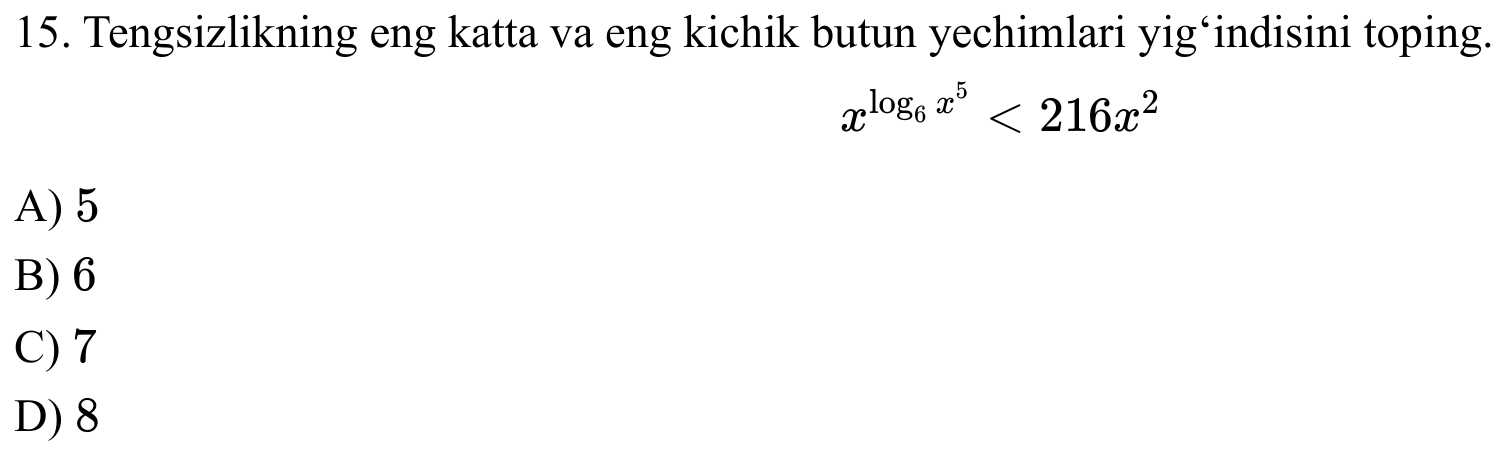 15. Tengsizlikning eng katta va eng kichik butun yechimlari yig‘indisini toping.
$x^{\log_6 x^5} < 216x^2$
A) 5
B) 6
C) 7
D) 8